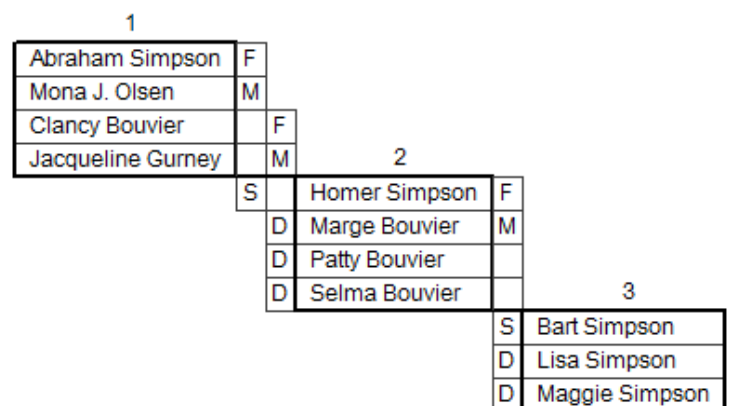 1
Abraham Simpson F
Mona J. Olsen M
Clancy Bouvier F
Jacqueline Gurney M 2
S Homer Simpson F
D Marge Bouvier M
D Patty Bouvier
D Selma Bouvier 3
S Bart Simpson
D Lisa Simpson
D Maggie Simpson